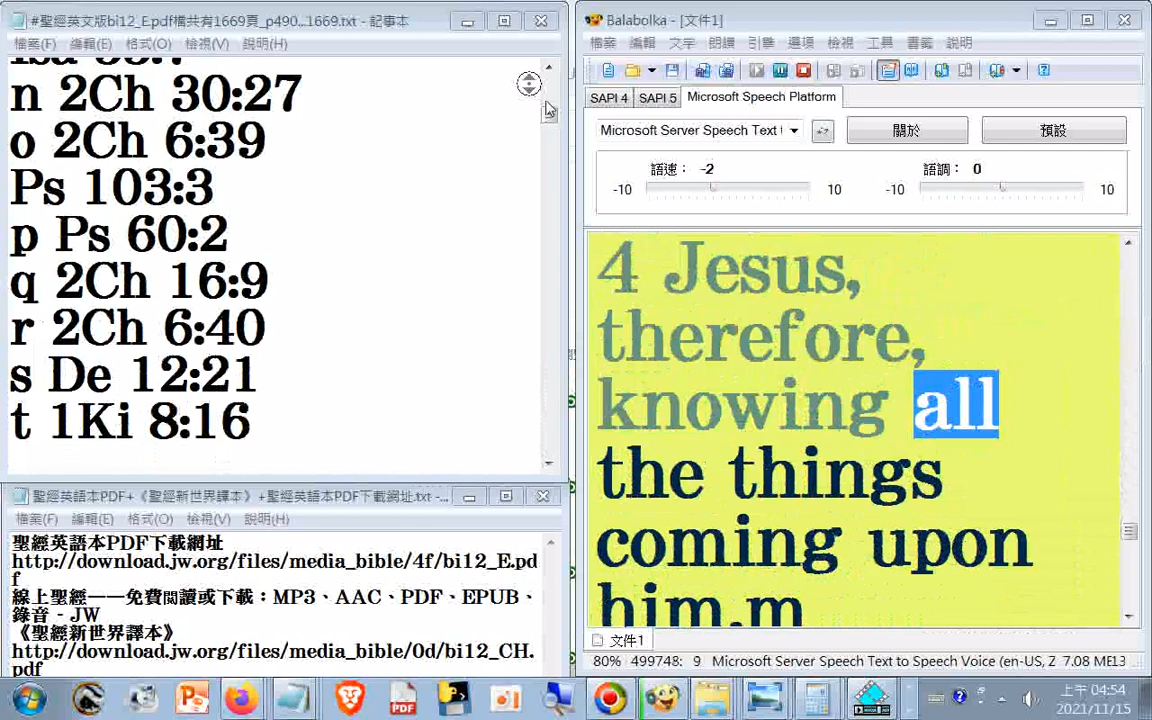 #聖經英文版bi12_E.pdf檔共有1669頁_p490...1669.txt - 記事本
檔案(F) 編輯(E) 格式(O) 檢視(V) 說明(H)
n 2Ch 30:27
o 2Ch 6:39
Ps 103:3
p Ps 60:2
q 2Ch 16:9
r 2Ch 6:40
s De 12:21
t 1Ki 8:16
聖經英語本PDF+《聖經新世界譯本》+聖經英語本PDF下載網址.txt -...
檔案(F) 編輯(E) 格式(O) 檢視(V) 說明(H)
聖經英語本PDF下載網址
http://download.jw.org/files/media_bible/4f/bi12_E.pd
f
線上聖經——免費閱讀或下載：MP3、AAC、PDF、EPUB、
錄音 - JW
《聖經新世界譯本》
http://download.jw.org/files/media_bible/0d/bi12_CH.
pdf
Balabolka - [文件1]
檔案 編輯 文字 朗讀 引擎 選項 檢視 工具 書籤 說明
SAPI 4 SAPI 5 Microsoft Speech Platform
Microsoft Server Speech Text 關於 預設
語速： -2 語調： 0
-10 10 -10 10
4 Jesus,
therefore,
knowing all
the things
coming upon
him.m
文件1
80% 499748: 9 Microsoft Server Speech Text to Speech Voice (en-US, Z 7.08 ME13
上午 04:54
2021/11/15